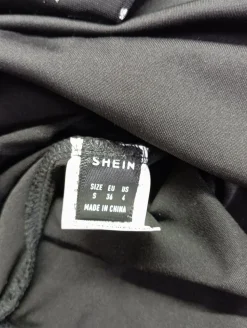 SHEIN
SIZE EU US
S 36 4
MADE IN CHINA